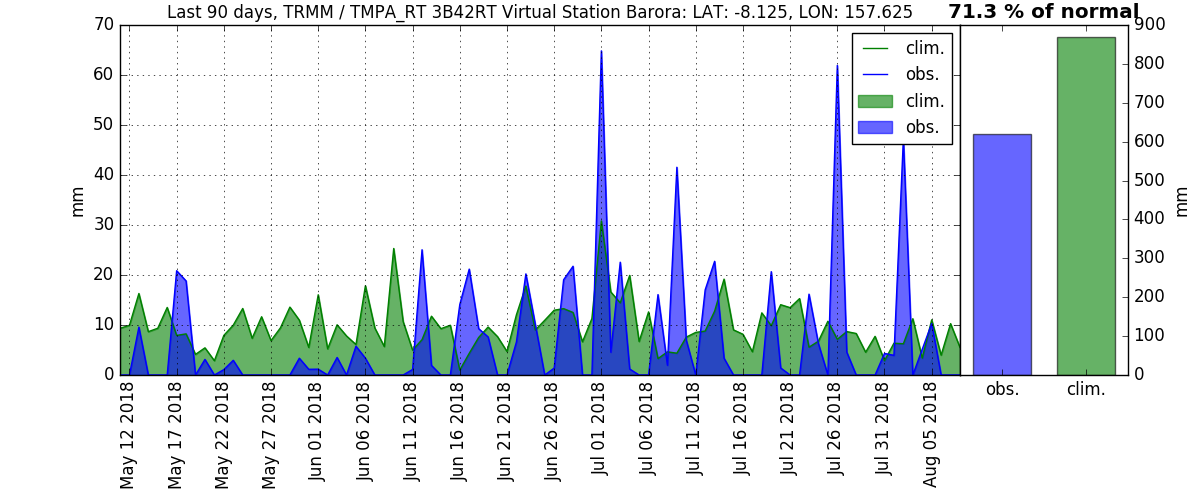 Last 90 days, TRMM / TMPA_RT 3B42RT Virtual Station Barora: LAT: -8.125, LON: 157.625
71.3 % of normal
70
60
50
40
30
20
10
0
mm
clim.
obs.
clim.
obs.
900
800
700
600
500
400
300
200
100
0
mm
May 12 2018
May 17 2018
May 22 2018
May 27 2018
Jun 01 2018
Jun 06 2018
Jun 11 2018
Jun 16 2018
Jun 21 2018
Jun 26 2018
Jul 01 2018
Jul 06 2018
Jul 11 2018
Jul 16 2018
Jul 21 2018
Jul 26 2018
Jul 31 2018
Aug 05 2018
obs.
clim.